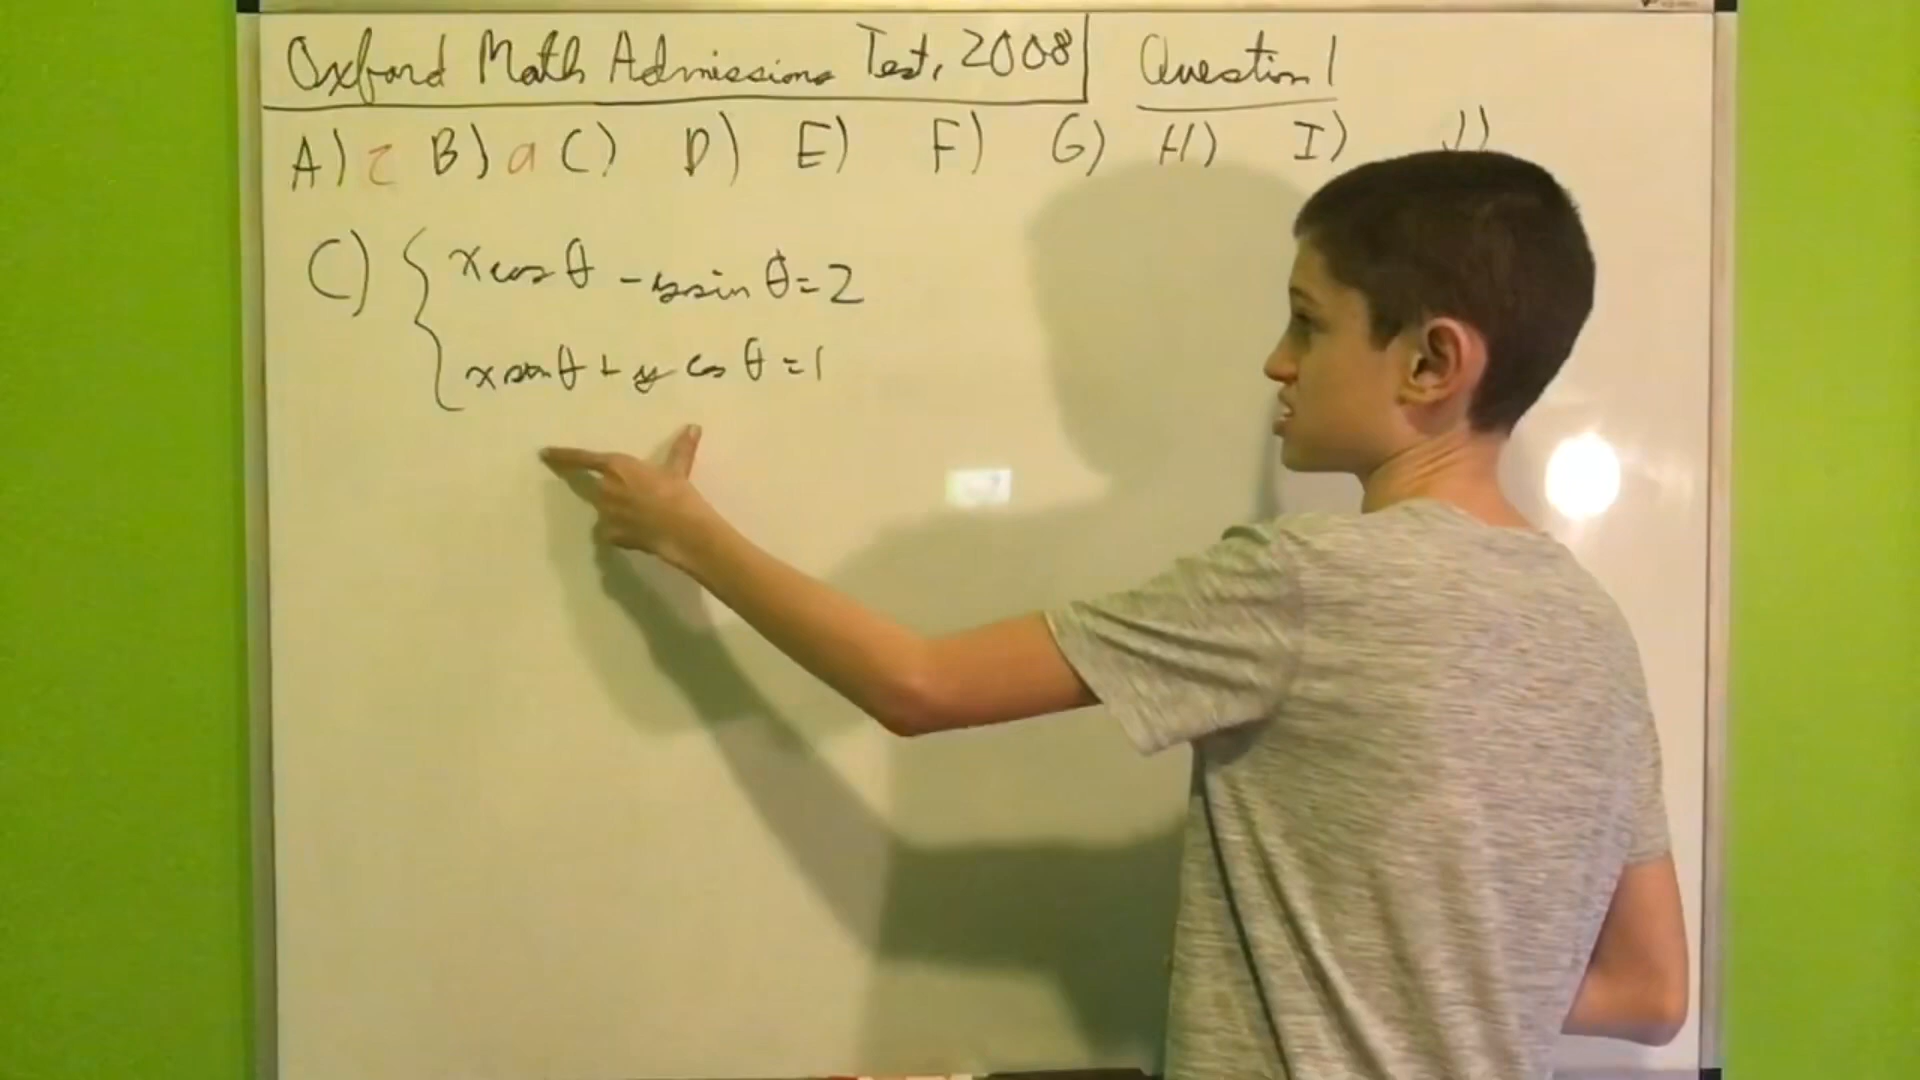 Oxford Math Admissions Test, 2008 Question 1
A) c B) a C) D) E) F) G) H) I) J)
C) { x cos θ - y sin θ = 2
x sin θ + y cos θ = 1